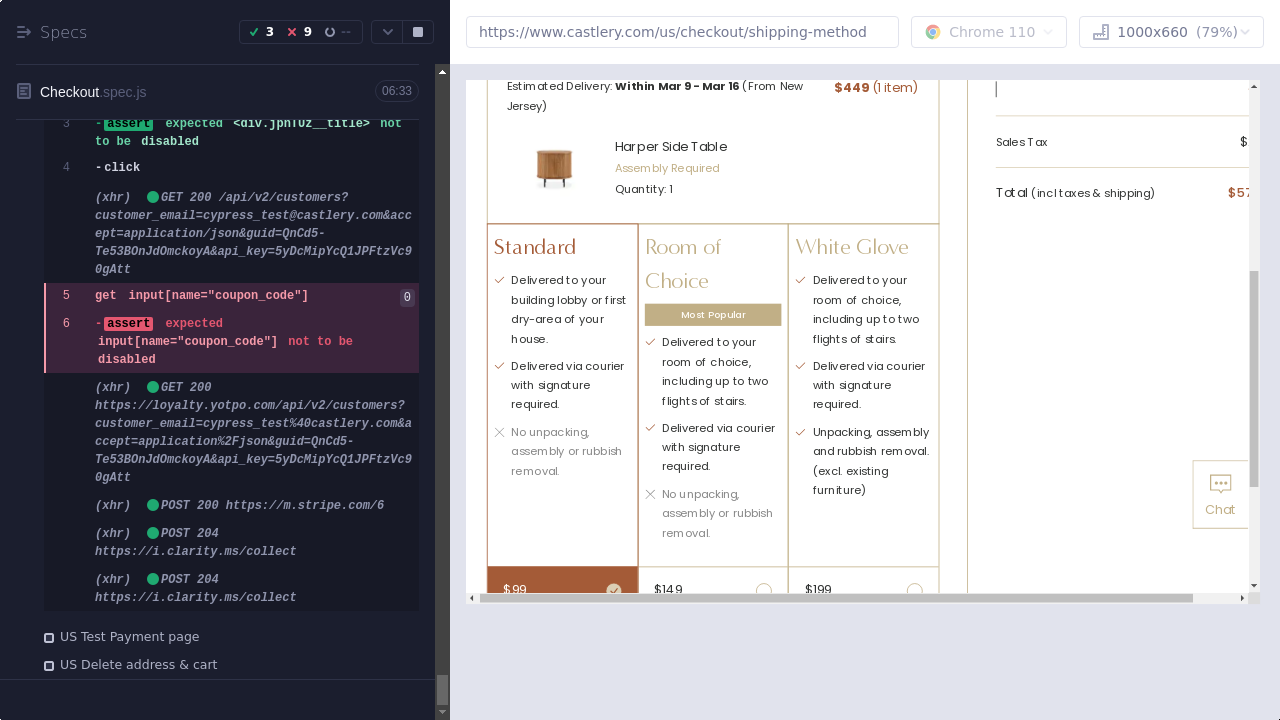 Specs
3
9
--
https://www.castlery.com/us/checkout/shipping-method
Chrome 110
1000x660 (79%)
Checkout.spec.js
06:33
3 -assert expected <div.jphTUz__title> not
to be disabled
4 -click
(xhr) GET 200 /api/v2/customers?
customer_email=cypress_test@castlery.com&acc
ept=application/json&guid=QnCd5-
Te53BOnJdOmckoyA&api_key=5yDcMipYcQ1JPFtzVc9
0gAtt
5 get input[name="coupon_code"] 0
6 -assert expected
input[name="coupon_code"] not to be
disabled
(xhr) GET 200
https://loyalty.yotpo.com/api/v2/customers?
customer_email=cypress_test%40castlery.com&a
ccept=application%2Fjson&guid=QnCd5-
Te53BOnJdOmckoyA&api_key=5yDcMipYcQ1JPFtzVc9
0gAtt
(xhr) POST 200 https://m.stripe.com/6
(xhr) POST 204
https://i.clarity.ms/collect
(xhr) POST 204
https://i.clarity.ms/collect
US Test Payment page
US Delete address & cart
Estimated Delivery: Within Mar 9 - Mar 16 (From New
Jersey)
$449 (1 item)
Harper Side Table
Assembly Required
Quantity: 1
Standard
Delivered to your
building lobby or first
dry-area of your
house.
Delivered via courier
with signature
required.
No unpacking,
assembly or rubbish
removal.
$99
Room of
Choice
Most Popular
Delivered to your
room of choice,
including up to two
flights of stairs.
Delivered via courier
with signature
required.
No unpacking,
assembly or rubbish
removal.
$149
White Glove
Delivered to your
room of choice,
including up to two
flights of stairs.
Delivered via courier
with signature
required.
Unpacking, assembly
and rubbish removal.
(excl. existing
furniture)
$199
Sales Tax $
Total (incl taxes & shipping) $57
Chat